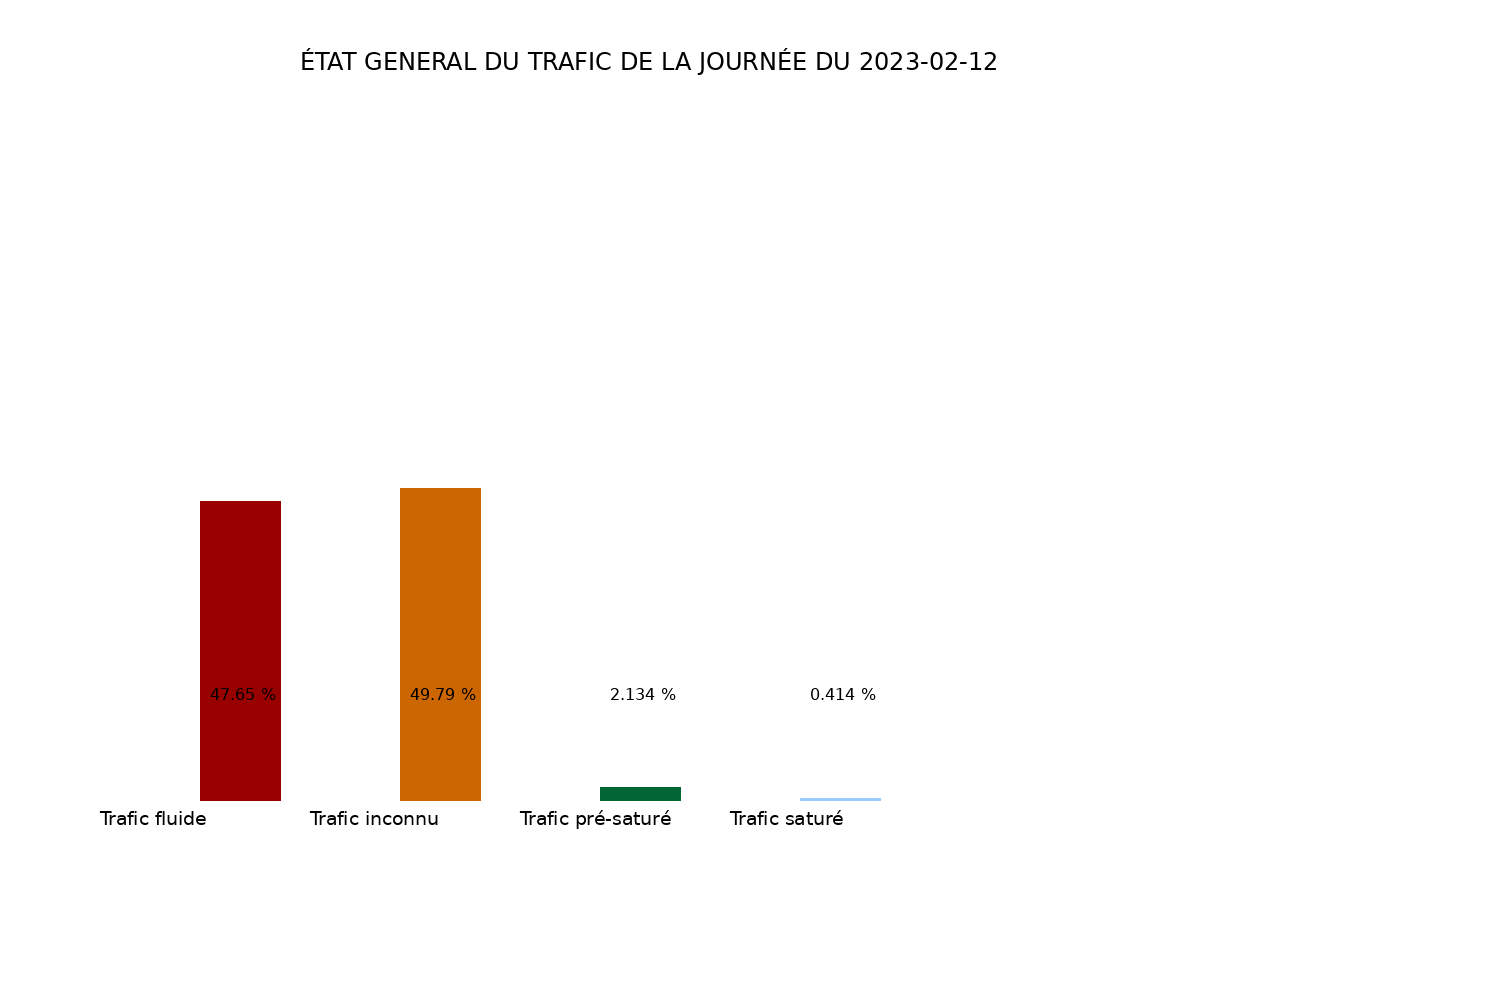 ÉTAT GENERAL DU TRAFIC DE LA JOURNÉE DU 2023-02-12
47.65 %
49.79 %
2.134 %
0.414 %
Trafic fluide
Trafic inconnu
Trafic pré-saturé
Trafic saturé